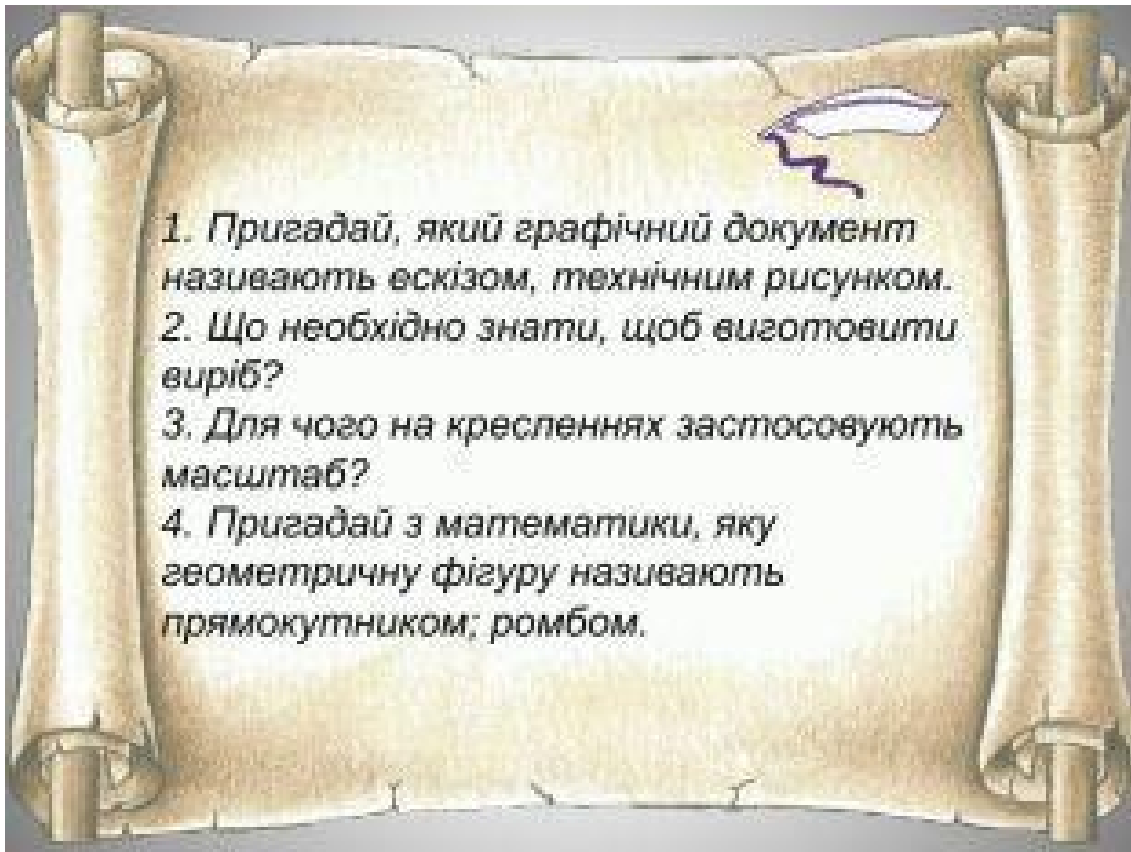 1. Пригадай, який графічний документ
називають ескізом, технічним рисунком.
2. Що необхідно знати, щоб виготовити
виріб?
3. Для чого на кресленнях застосовують
масштаб?
4. Пригадай з математики, яку
геометричну фігуру називають
прямокутником; ромбом.